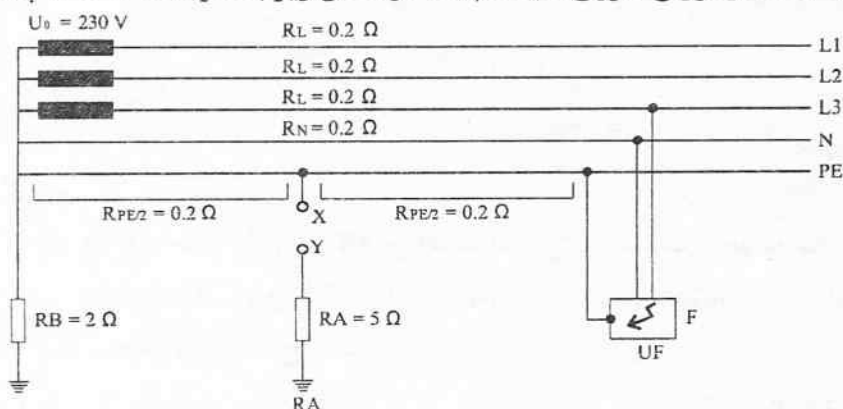 U₀ = 230 V
RL = 0.2 Ω
L1
RL = 0.2 Ω
L2
RL = 0.2 Ω
L3
RN = 0.2 Ω
N
PE
RPE/2 = 0.2 Ω
X
RPE/2 = 0.2 Ω
Y
RB = 2 Ω
RA = 5 Ω
F
UF
RA